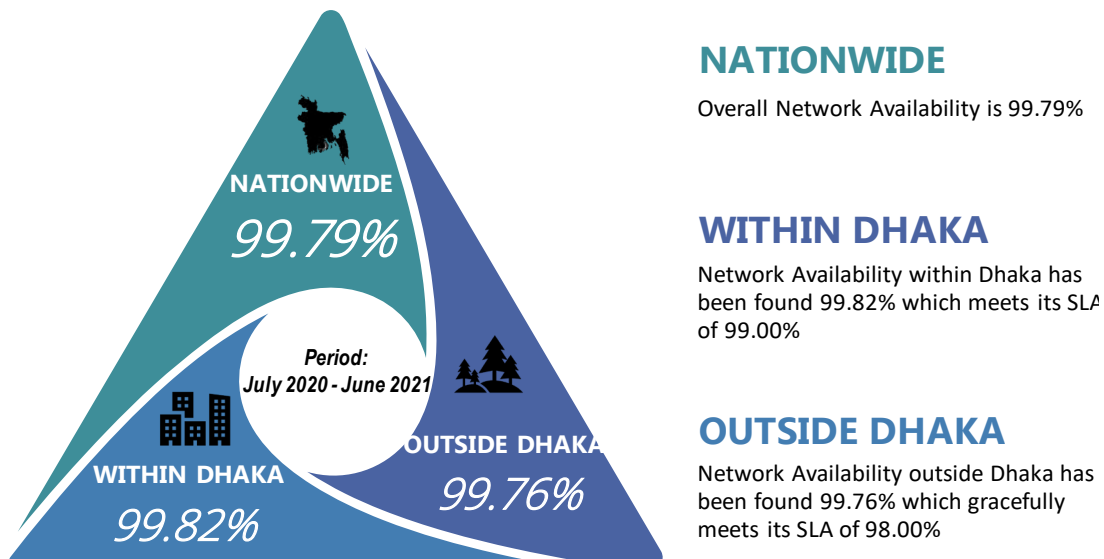 NATIONWIDE
99.79%
Period:
July 2020 - June 2021
WITHIN DHAKA
99.82%
OUTSIDE DHAKA
99.76%
NATIONWIDE
Overall Network Availability is 99.79%
WITHIN DHAKA
Network Availability within Dhaka has
been found 99.82% which meets its SLA
of 99.00%
OUTSIDE DHAKA
Network Availability outside Dhaka has
been found 99.76% which gracefully
meets its SLA of 98.00%